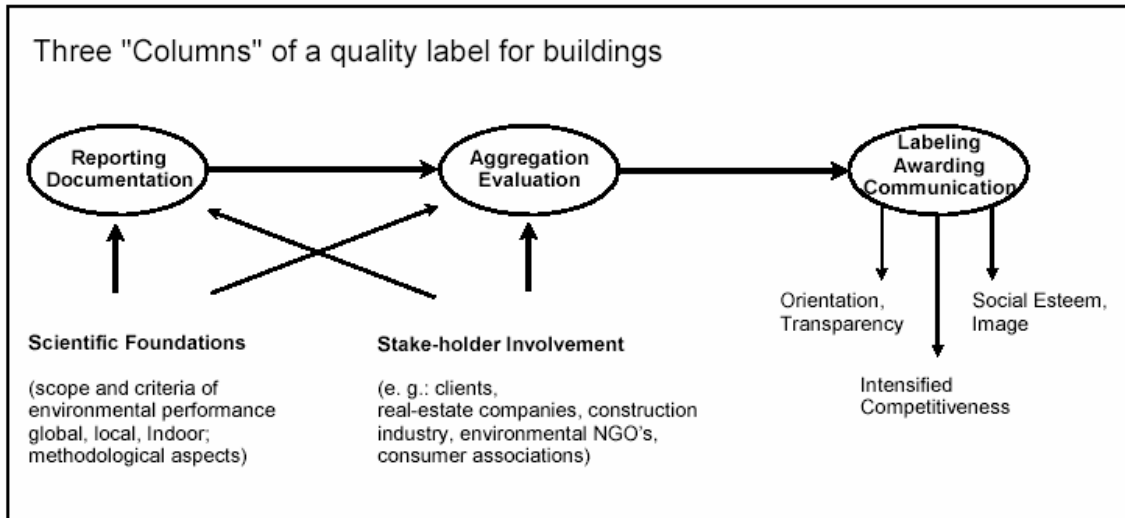 Three "Columns" of a quality label for buildings
Reporting
Documentation
Aggregation
Evaluation
Labeling
Awarding
Communication
Orientation,
Transparency
Social Esteem,
Image
Intensified
Competitiveness
Scientific Foundations
(scope and criteria of
environmental performance
global, local, Indoor;
methodological aspects)
Stake-holder Involvement
(e. g.: clients,
real-estate companies, construction
industry, environmental NGO's,
consumer associations)